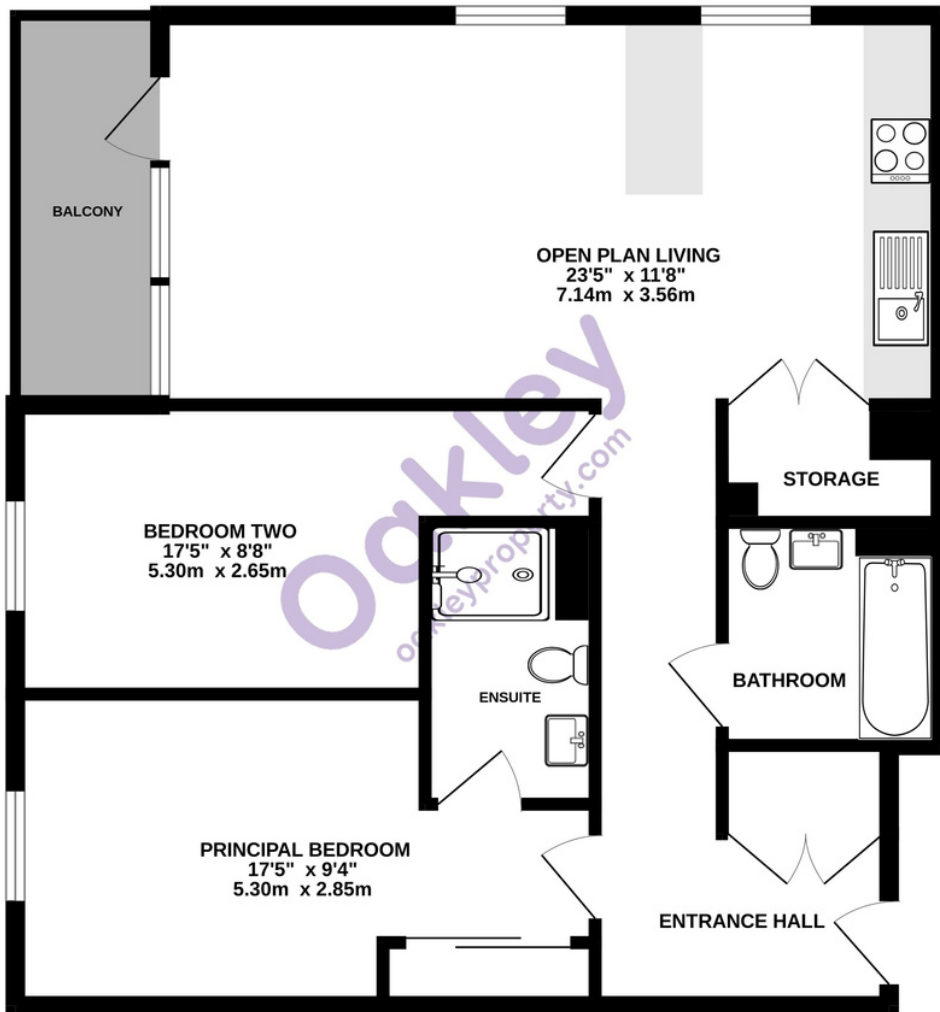 BALCONY
OPEN PLAN LIVING
23'5" x 11'8"
7.14m x 3.56m
Oakley
oakleyproperty.com
STORAGE
BEDROOM TWO
17'5" x 8'8"
5.30m x 2.65m
BATHROOM
ENSUITE
PRINCIPAL BEDROOM
17'5" x 9'4"
5.30m x 2.85m
ENTRANCE HALL